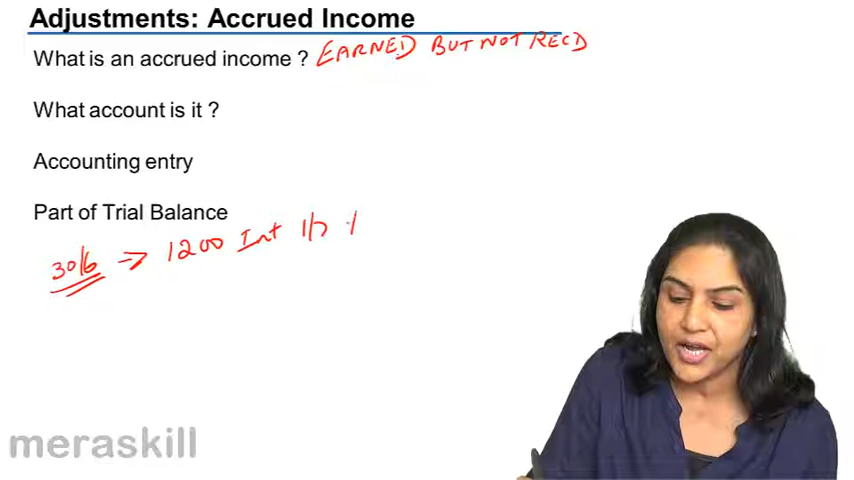 Adjustments: Accrued Income
What is an accrued income ? EARNED BUT NOT RECD
What account is it ?
Accounting entry
Part of Trial Balance
30/6 => 1200 Int 1/7
meraskill